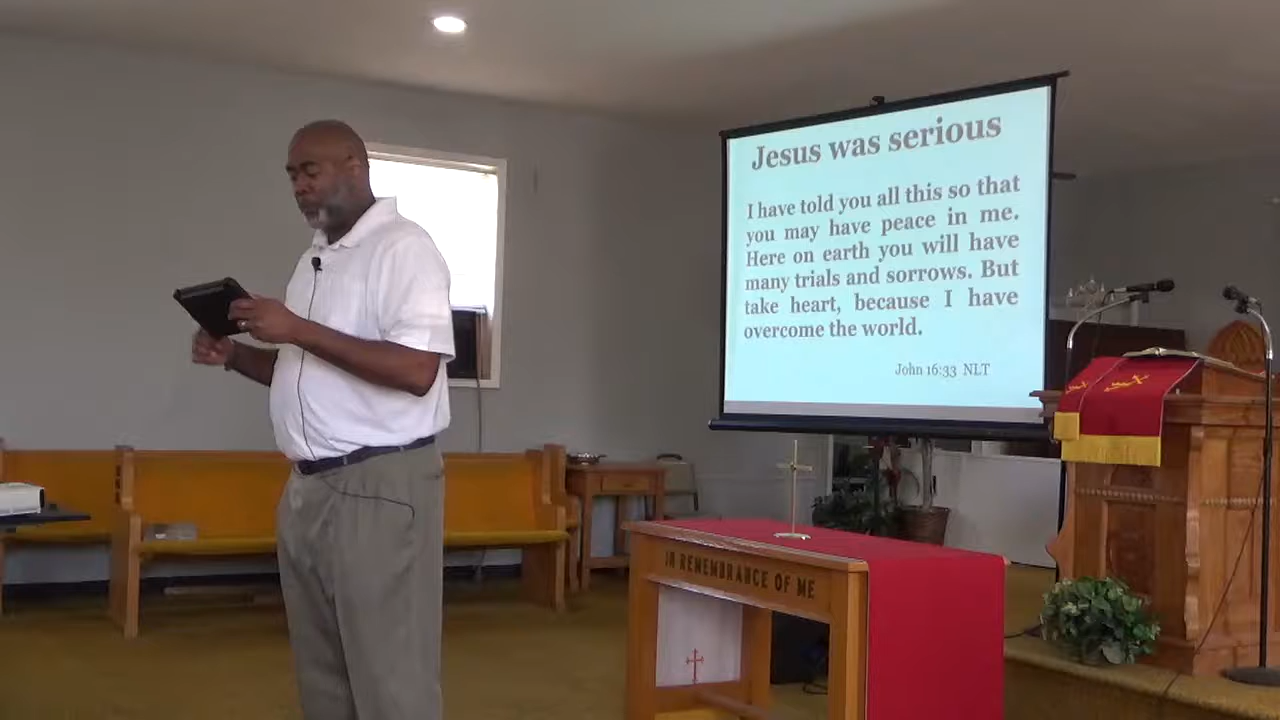 Jesus was serious
I have told you all this so that
you may have peace in me.
Here on earth you will have
many trials and sorrows. But
take heart, because I have
overcome the world.
John 16:33 NLT
IN REMEMBRANCE OF ME